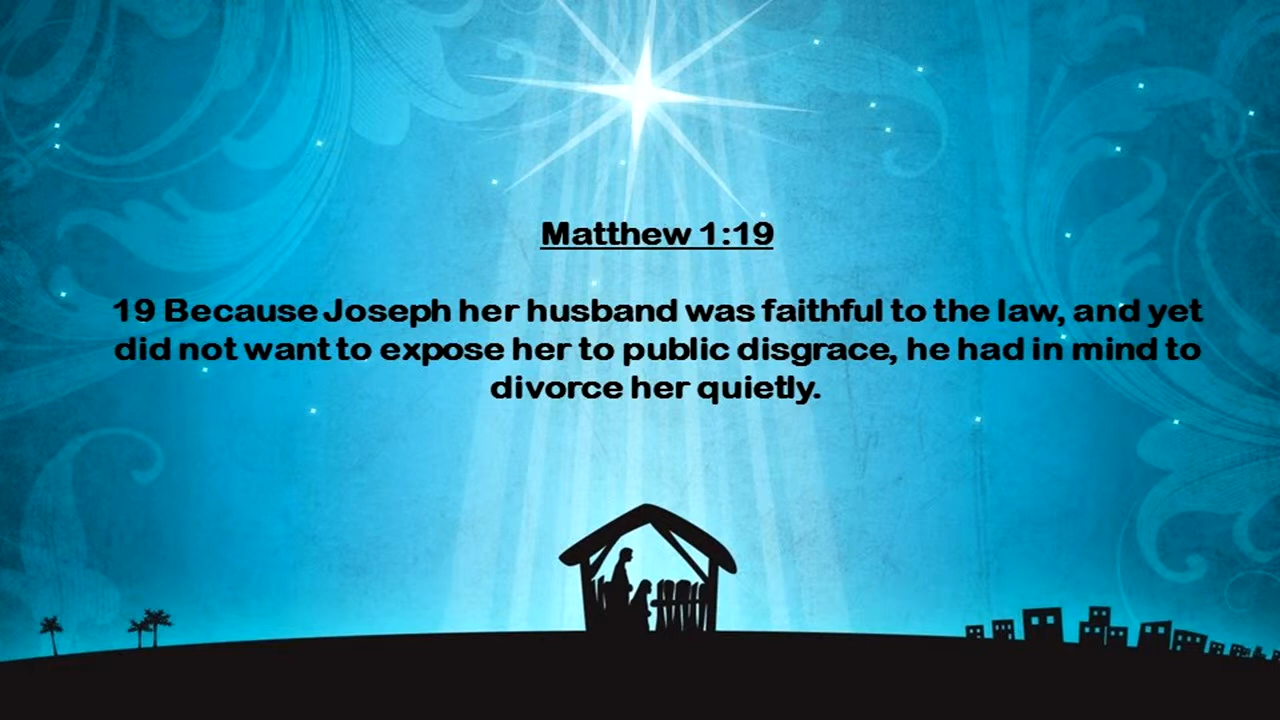 Matthew 1:19
19 Because Joseph her husband was faithful to the law, and yet
did not want to expose her to public disgrace, he had in mind to
divorce her quietly.